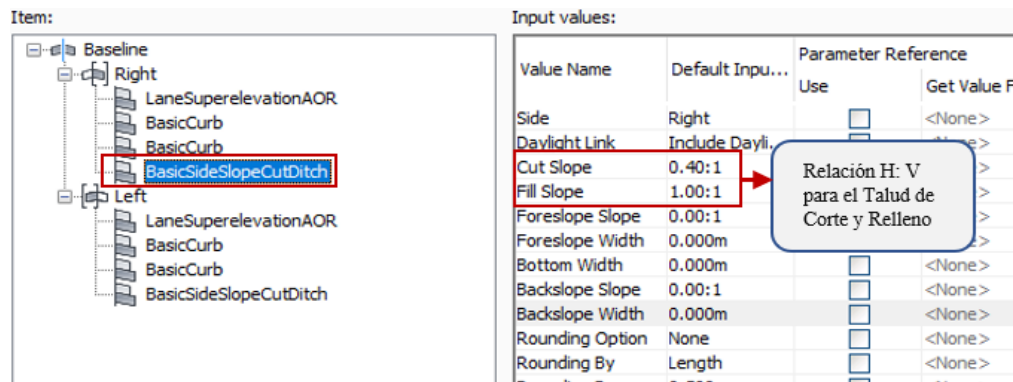 Item:
Baseline
Right
LaneSuperelevationAOR
BasicCurb
BasicCurb
BasicSideSlopeCutDitch
Left
LaneSuperelevationAOR
BasicCurb
BasicCurb
BasicSideSlopeCutDitch
Input values:
Value Name Default Inpu... Parameter Reference
Use Get Value F
Side Right <None>
Daylight Link Include Dayli...
Cut Slope 0.40:1
Fill Slope 1.00:1
Foreslope Slope 0.00:1
Foreslope Width 0.000m
Bottom Width 0.000m <None>
Backslope Slope 0.00:1 <None>
Backslope Width 0.000m <None>
Rounding Option None <None>
Rounding By Length <None>
Relación H: V
para el Talud de
Corte y Relleno